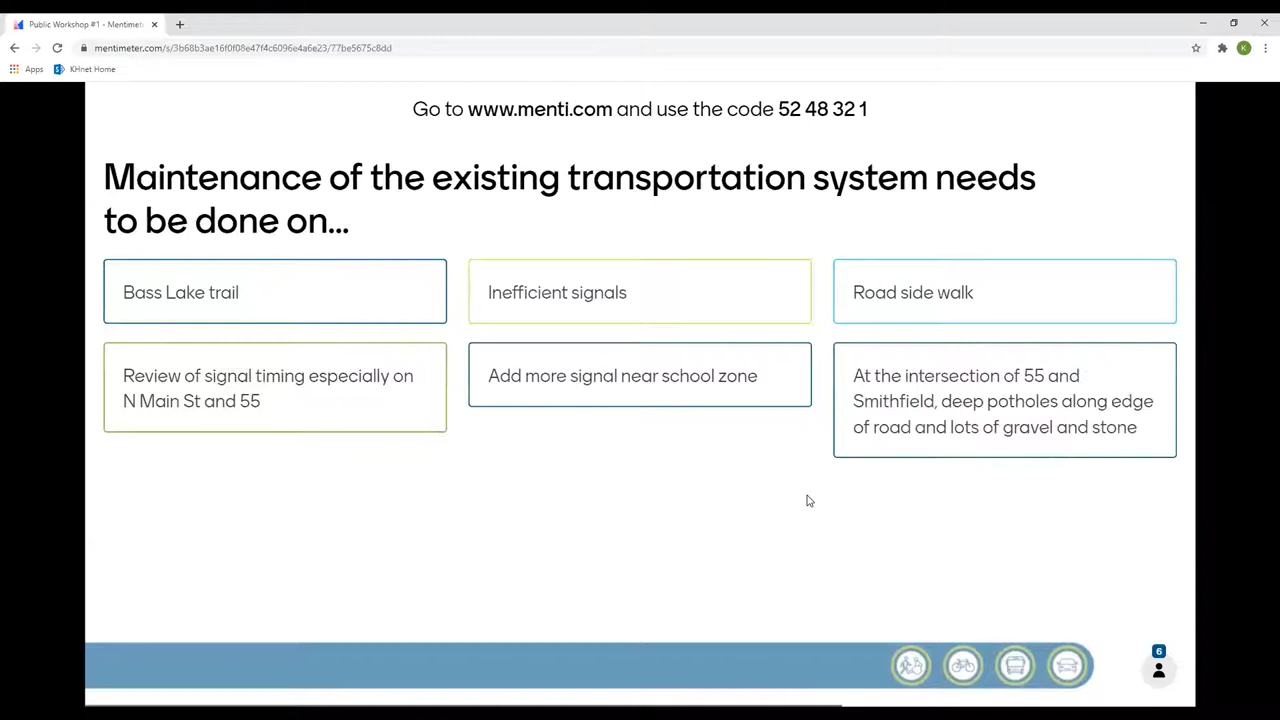 Public Workshop #1 - Mentimet
mentimeter.com/s/3b68b3ae16f0f08e47f4c6096e4a6e23/77be5675c8dd
K
Apps
KHnet Home
Go to www.menti.com and use the code 52 48 32 1
Maintenance of the existing transportation system needs
to be done on...
Bass Lake trail
Inefficient signals
Road side walk
Review of signal timing especially on
N Main St and 55
Add more signal near school zone
At the intersection of 55 and
Smithfield, deep potholes along edge
of road and lots of gravel and stone
6